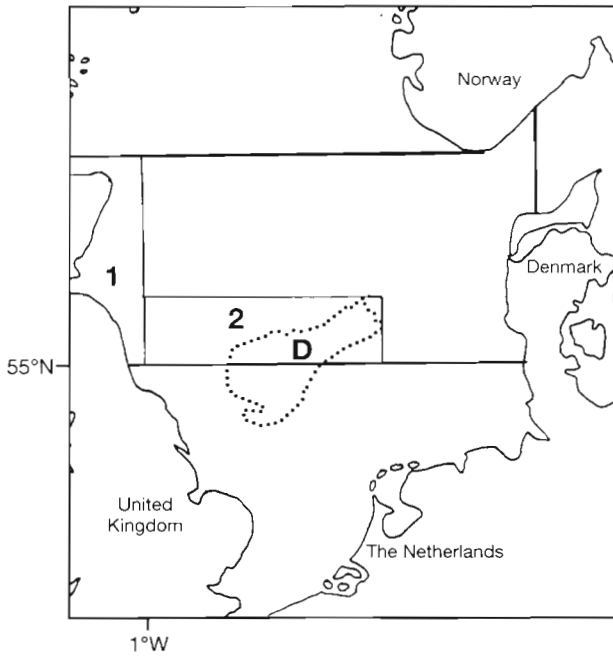 Norway
1
Denmark
2
D
55°N
United
Kingdom
The Netherlands
1°W